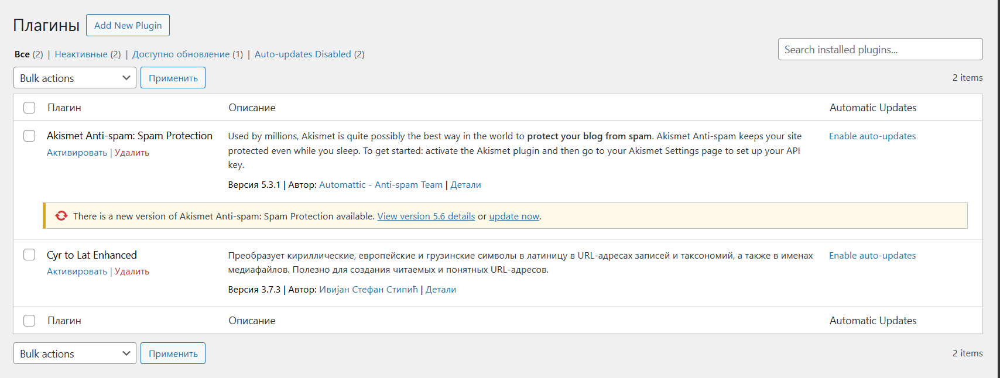 Плагины Add New Plugin
Все (2) | Неактивные (2) | Доступно обновление (1) | Auto-updates Disabled (2)
Search installed plugins...
Bulk actions Применить
2 items
Плагин Описание Automatic Updates
Akismet Anti-spam: Spam Protection
Активировать | Удалить
Used by millions, Akismet is quite possibly the best way in the world to protect your blog from spam. Akismet Anti-spam keeps your site
protected even while you sleep. To get started: activate the Akismet plugin and then go to your Akismet Settings page to set up your API
key.
Версия 5.3.1 | Автор: Automattic - Anti-spam Team | Детали
Enable auto-updates
There is a new version of Akismet Anti-spam: Spam Protection available. View version 5.6 details or update now.
Cyr to Lat Enhanced
Активировать | Удалить
Преобразует кириллические, европейские и грузинские символы в латиницу в URL-адресах записей и таксономий, а также в именах
медиафайлов. Полезно для создания читаемых и понятных URL-адресов.
Версия 3.7.3 | Автор: Ивијан Стефан Стипић | Детали
Enable auto-updates
Плагин Описание Automatic Updates
Bulk actions Применить
2 items